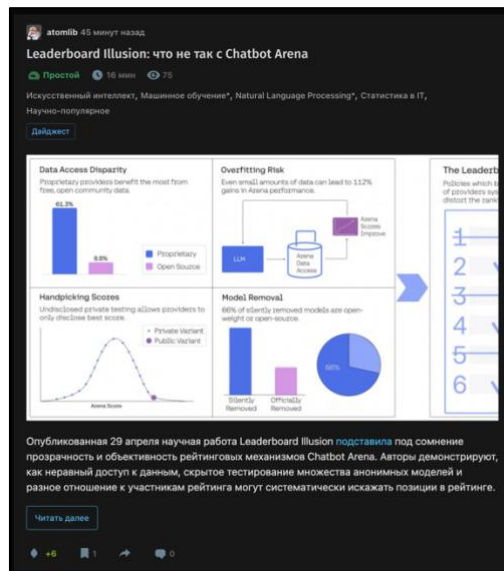 atomlib 45 минут назад
Leaderboard Illusion: что не так с Chatbot Arena
Простой 16 мин 75
Искусственный интеллект, Машинное обучение*, Natural Language Processing*, Статистика в IT,
Научно-популярное
Дайджест
Data Access Disparity
Proprietary providers benefit the most from
free, open community data.
61.3%
8.8%
Proprietary
Open Source
Overfitting Risk
Even small amounts of data can lead to 112%
gains in Arena performance.
LLM
Arena
Data
Access
Arena
Scores
Improve
Handpicking Scores
Undisclosed private testing allows providers to
only disclose best score.
Private Variant
Public Variant
Arena Score
Model Removal
66% of silently removed models are open-
weight or open-source.
Silently
Removed
Officially
Removed
66%
The Leaderb
Policies which b
of providers sys
distort the rank
1
2
3
4
5
6
Опубликованная 29 апреля научная работа Leaderboard Illusion подставила под сомнение
прозрачность и объективность рейтинговых механизмов Chatbot Arena. Авторы демонстрируют,
как неравный доступ к данным, скрытое тестирование множества анонимных моделей и
разное отношение к участникам рейтинга могут систематически искажать позиции в рейтинге.
Читать далее
+6 1 0